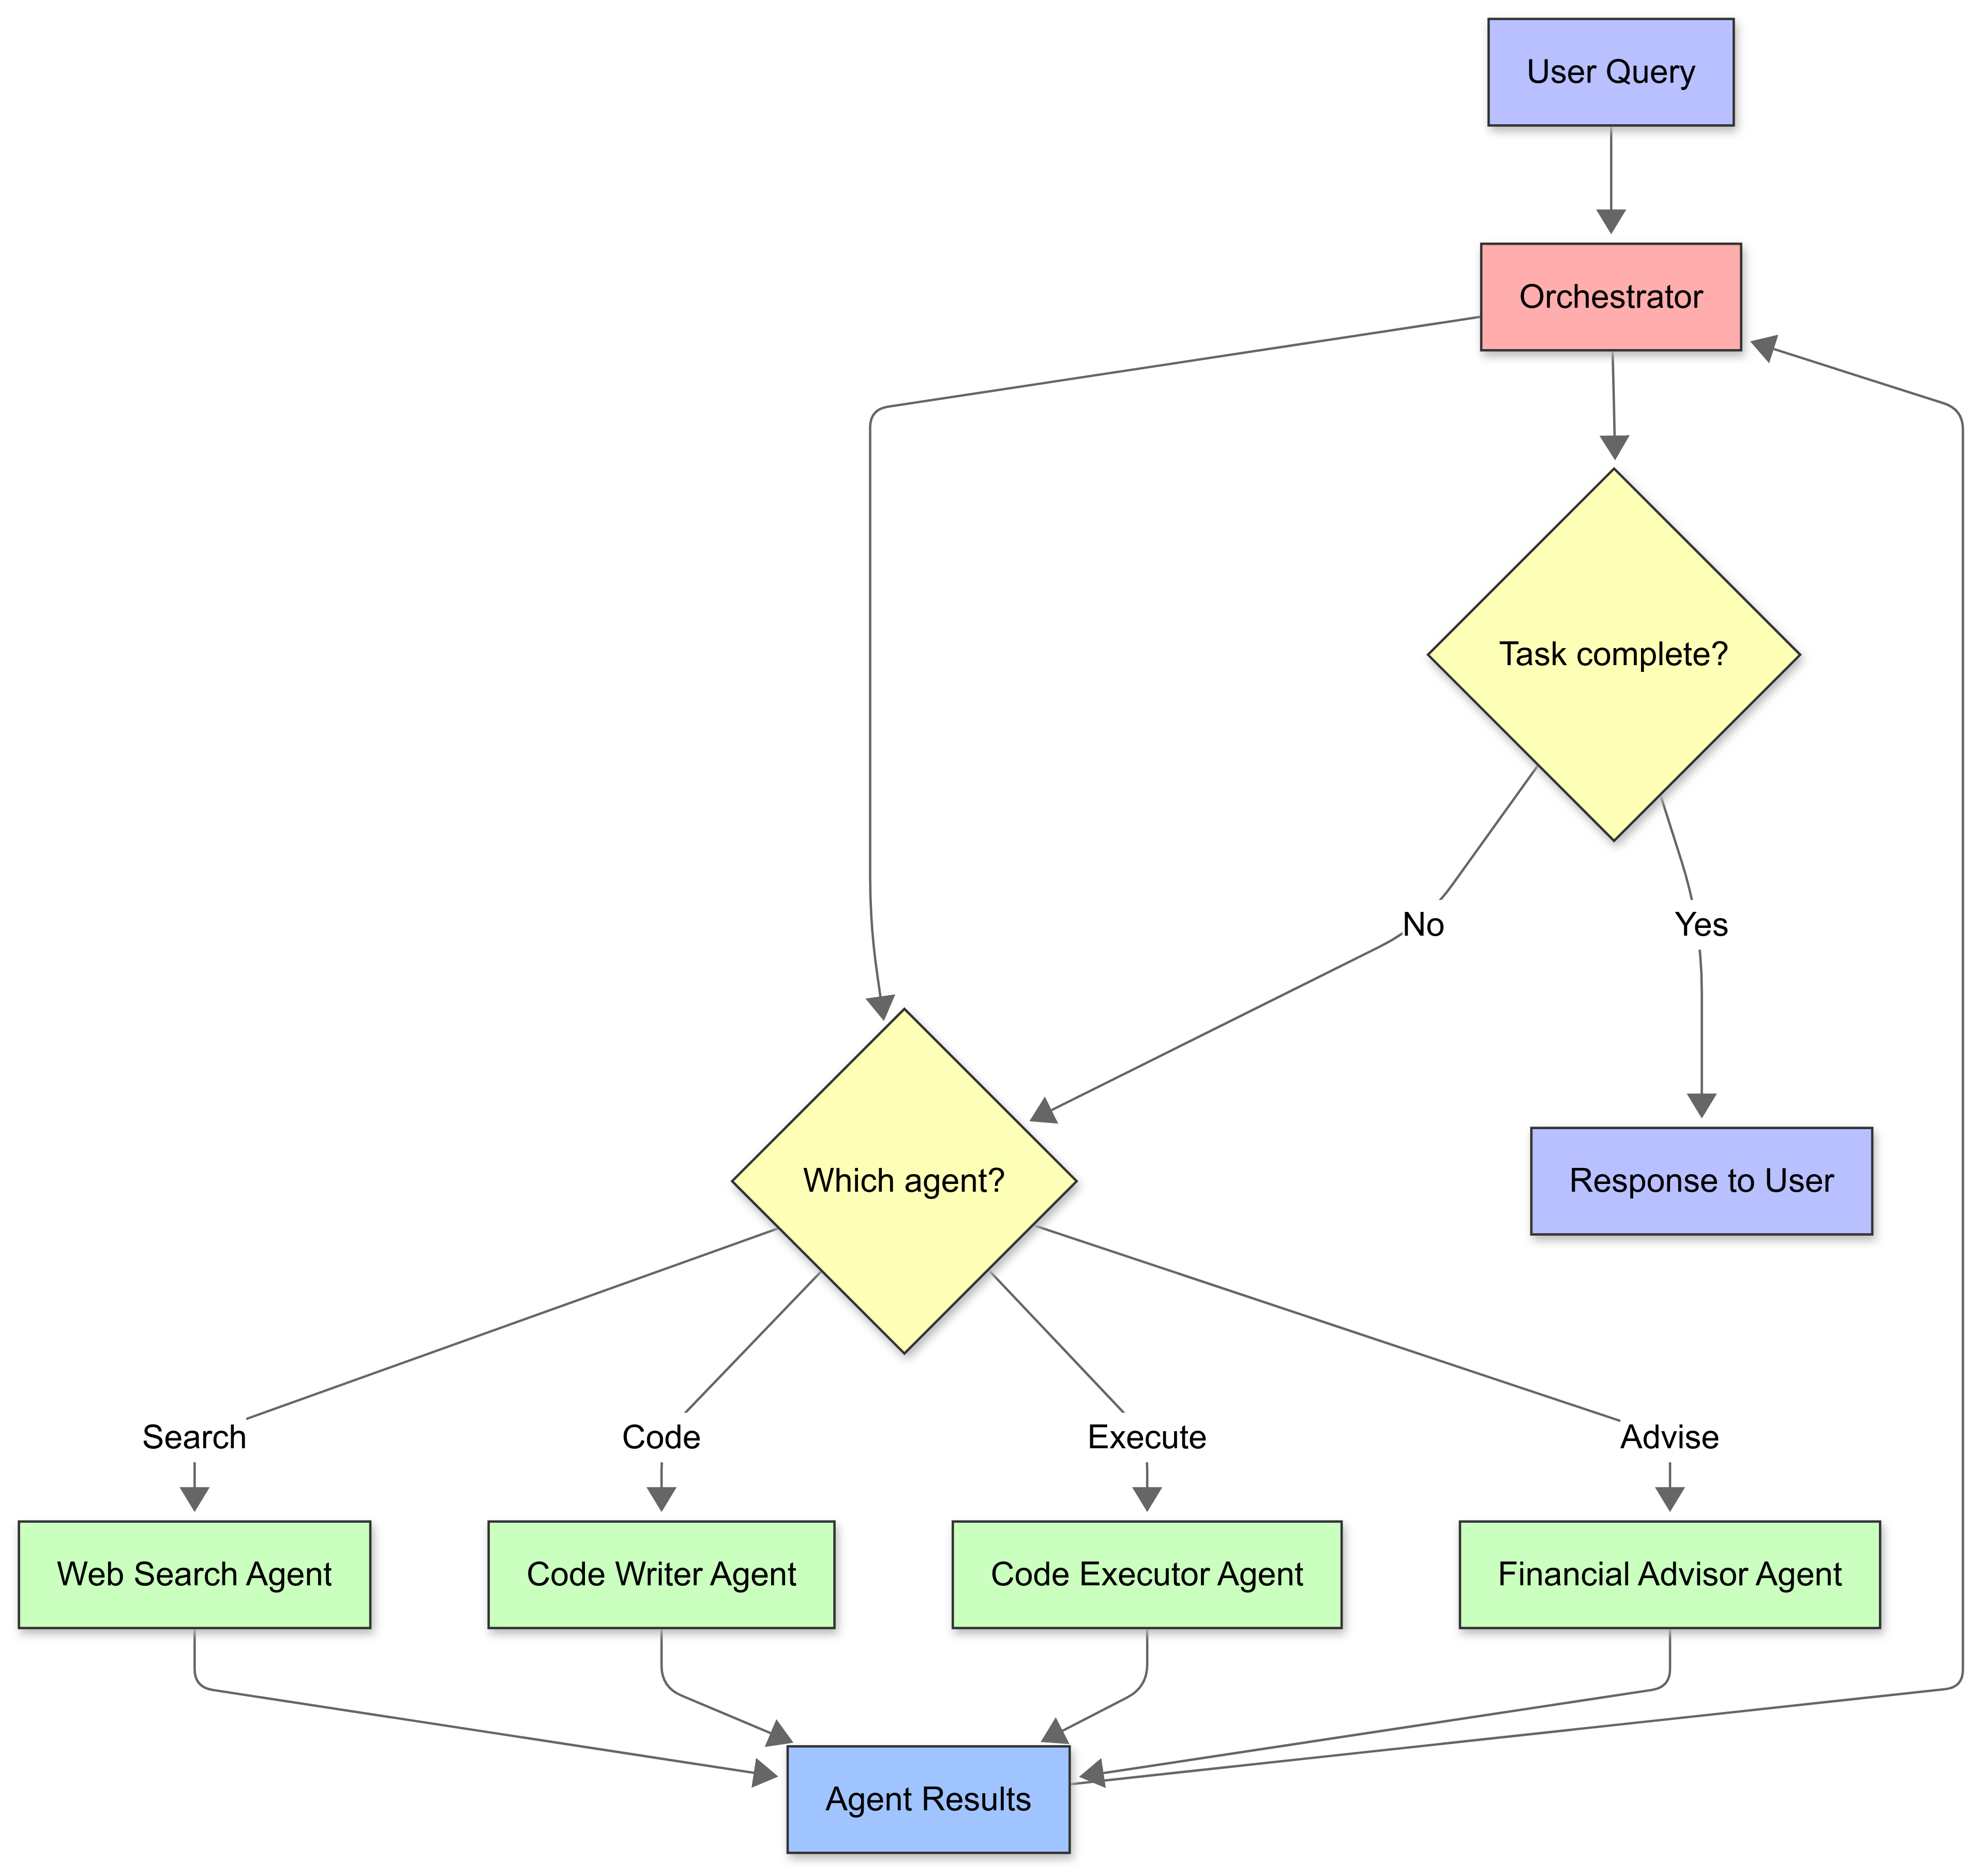 User Query
Orchestrator
Task complete?
No
Yes
Which agent?
Response to User
Search
Code
Execute
Advise
Web Search Agent
Code Writer Agent
Code Executor Agent
Financial Advisor Agent
Agent Results